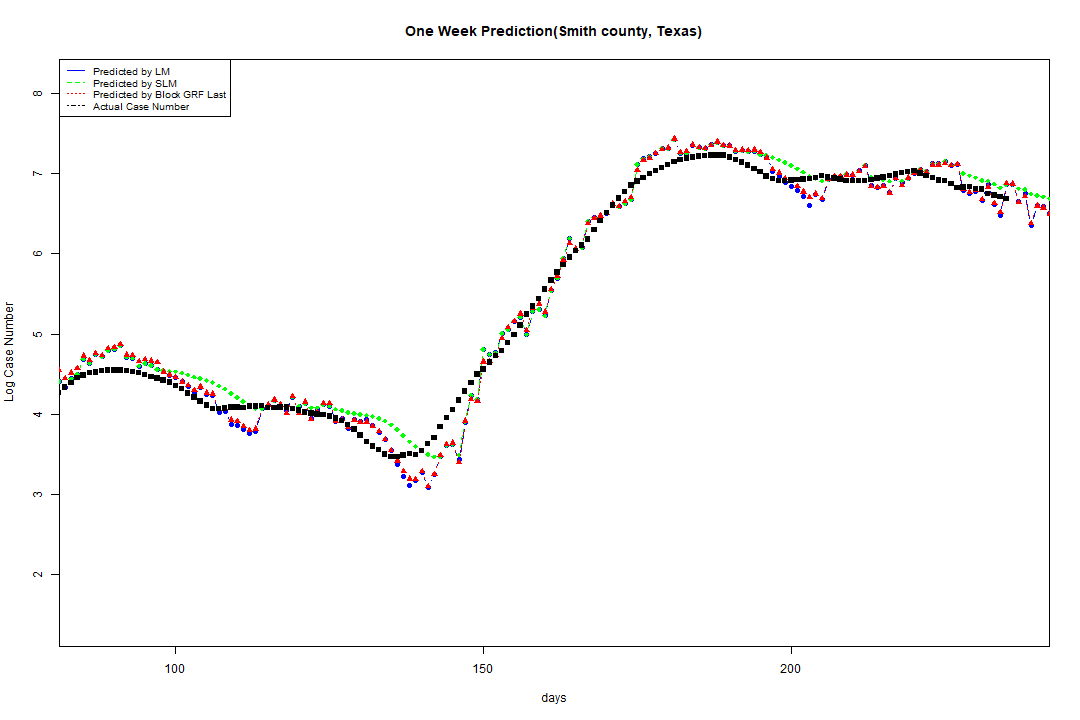 One Week Prediction(Smith county, Texas)
Predicted by LM
Predicted by SLM
Predicted by Block GRF Last
Actual Case Number
8
7
6
5
4
3
2
Log Case Number
100 150 200
days